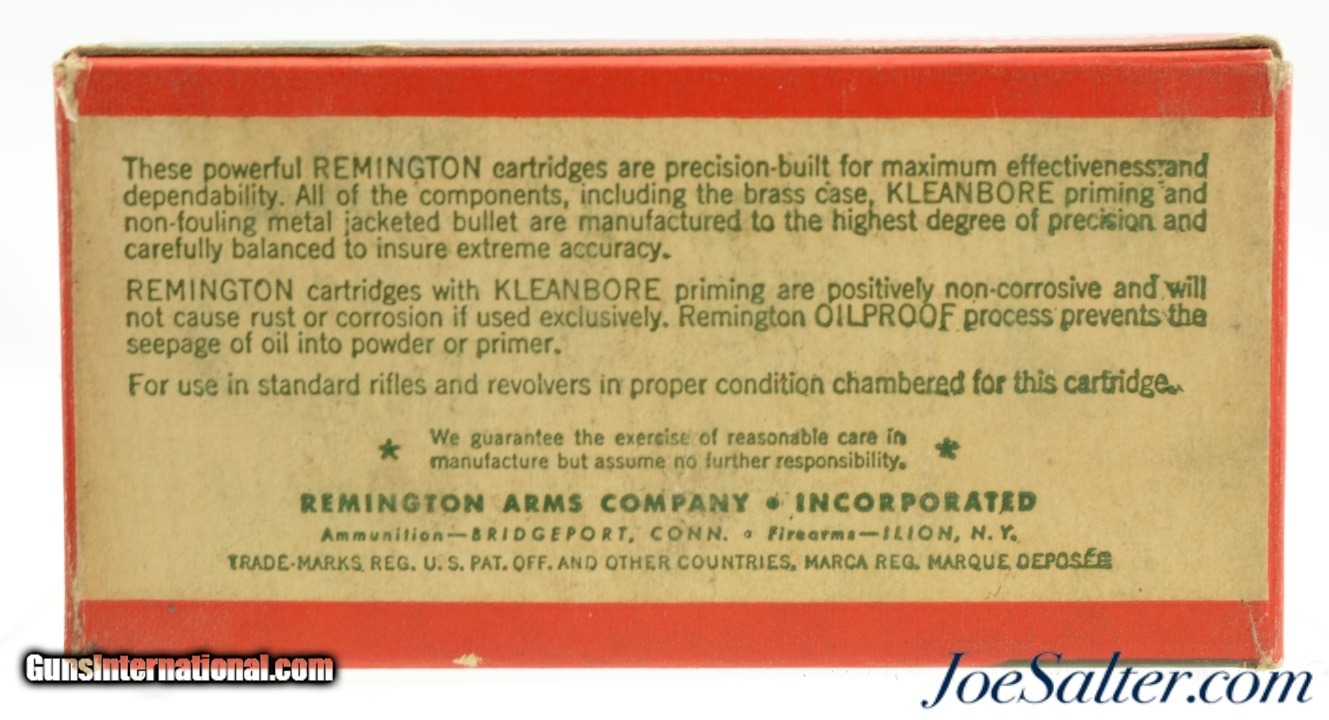 These powerful REMINGTON cartridges are precision-built for maximum effectiveness and
dependability. All of the components, including the brass case, KLEANBORE priming and
non-fouling metal jacketed bullet are manufactured to the highest degree of precision and
carefully balanced to insure extreme accuracy.
REMINGTON cartridges with KLEANBORE priming are positively non-corrosive and will
not cause rust or corrosion if used exclusively. Remington OILPROOF process prevents the
seepage of oil into powder or primer.
For use in standard rifles and revolvers in proper condition chambered for this cartridge.
★ We guarantee the exercise of reasonable care in ★
manufacture but assume no further responsibility.
REMINGTON ARMS COMPANY • INCORPORATED
Ammunition—BRIDGEPORT, CONN. ∘ Firearms—ILION, N.Y.
TRADE-MARKS REG. U.S. PAT. OFF. AND OTHER COUNTRIES, MARCA REG. MARQUE DEPOSÉE
GunsInternational.com
JoeSalter.com